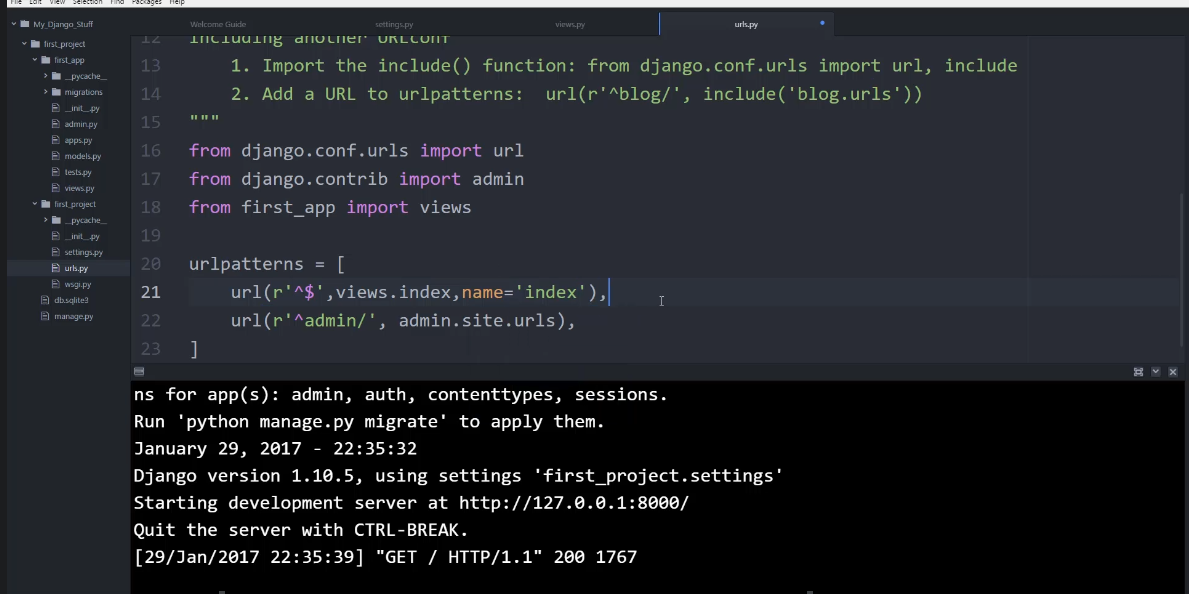 File Edit View Selection Find Packages Help
My_Django_Stuff
first_project
first_app
__pycache__
migrations
__init__.py
admin.py
apps.py
models.py
tests.py
views.py
first_project
__pycache__
__init__.py
settings.py
urls.py
wsgi.py
db.sqlite3
manage.py
Welcome Guide settings.py views.py urls.py
12 Including another URLconf
13 1. Import the include() function: from django.conf.urls import url, include
14 2. Add a URL to urlpatterns:  url(r'^blog/', include('blog.urls'))
15 """
16 from django.conf.urls import url
17 from django.contrib import admin
18 from first_app import views
19
20 urlpatterns = [
21 url(r'^$',views.index,name='index'),
22 url(r'^admin/', admin.site.urls),
23 ]
ns for app(s): admin, auth, contenttypes, sessions.
Run 'python manage.py migrate' to apply them.
January 29, 2017 - 22:35:32
Django version 1.10.5, using settings 'first_project.settings'
Starting development server at http://127.0.0.1:8000/
Quit the server with CTRL-BREAK.
[29/Jan/2017 22:35:39] "GET / HTTP/1.1" 200 1767